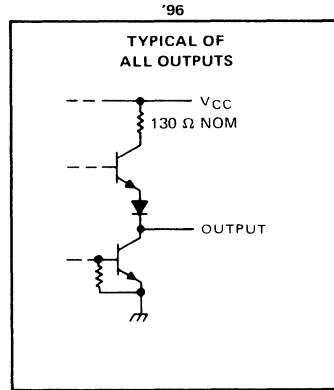 '96
TYPICAL OF
ALL OUTPUTS
VCC
130 Ω NOM
OUTPUT